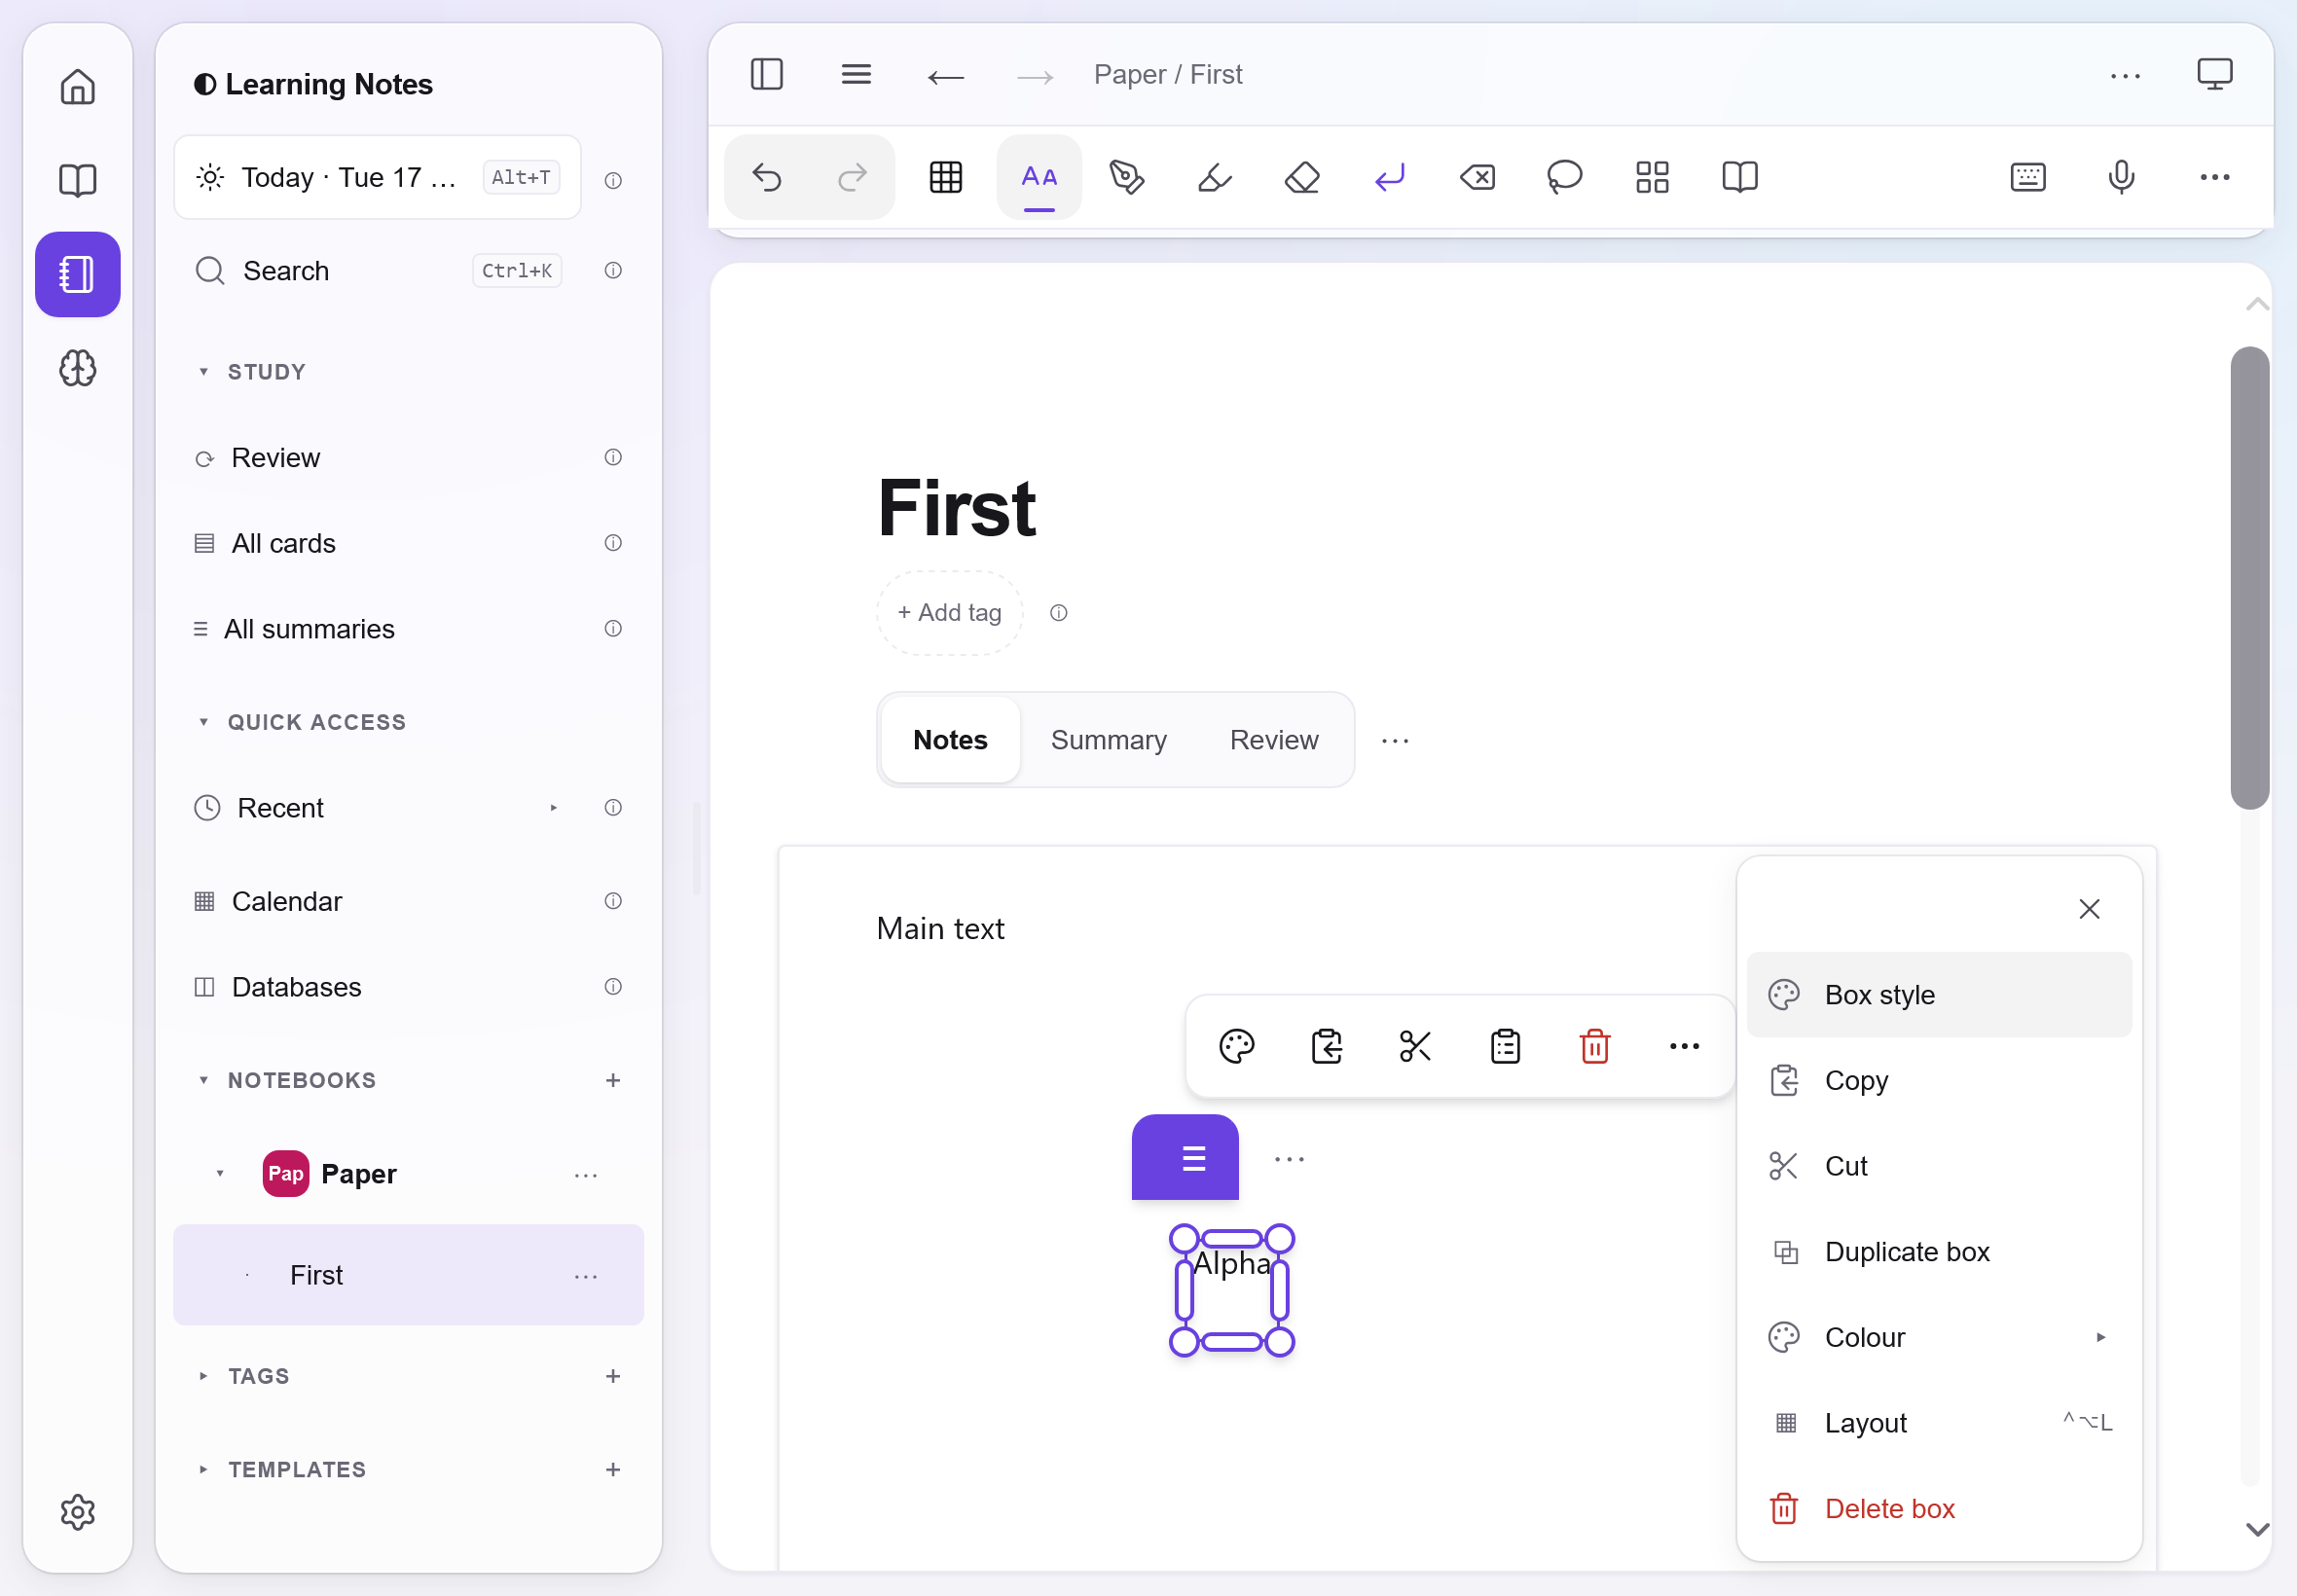 Learning Notes
Today · Tue 17 ... Alt+T
Search Ctrl+K
STUDY
Review
All cards
All summaries
QUICK ACCESS
Recent
Calendar
Databases
NOTEBOOKS
Pap Paper
First
TAGS
TEMPLATES
Paper / First
AA
First
+ Add tag
Notes Summary Review
Main text
Alpha
Box style
Copy
Cut
Duplicate box
Colour
Layout ^⌥L
Delete box